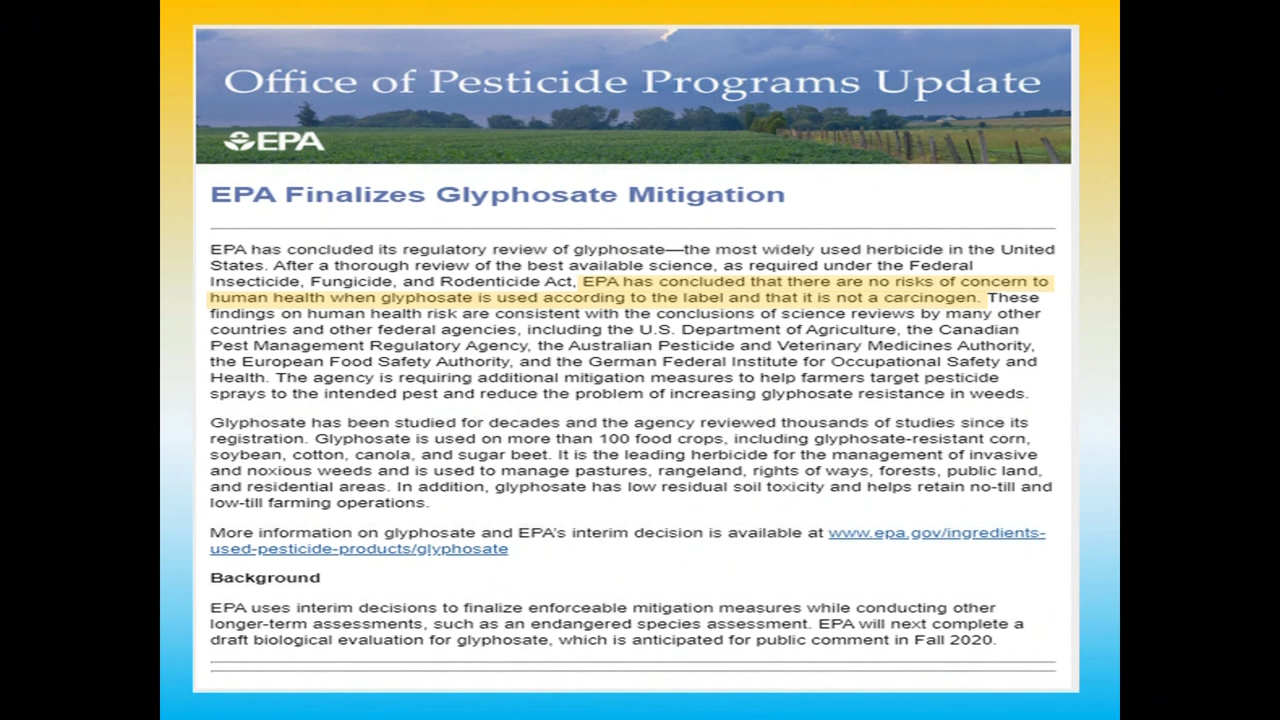 Office of Pesticide Programs Update
EPA
EPA Finalizes Glyphosate Mitigation
EPA has concluded its regulatory review of glyphosate—the most widely used herbicide in the United
States. After a thorough review of the best available science, as required under the Federal
Insecticide, Fungicide, and Rodenticide Act, EPA has concluded that there are no risks of concern to
human health when glyphosate is used according to the label and that it is not a carcinogen. These
findings on human health risk are consistent with the conclusions of science reviews by many other
countries and other federal agencies, including the U.S. Department of Agriculture, the Canadian
Pest Management Regulatory Agency, the Australian Pesticide and Veterinary Medicines Authority,
the European Food Safety Authority, and the German Federal Institute for Occupational Safety and
Health. The agency is requiring additional mitigation measures to help farmers target pesticide
sprays to the intended pest and reduce the problem of increasing glyphosate resistance in weeds.
Glyphosate has been studied for decades and the agency reviewed thousands of studies since its
registration. Glyphosate is used on more than 100 food crops, including glyphosate-resistant corn,
soybean, cotton, canola, and sugar beet. It is the leading herbicide for the management of invasive
and noxious weeds and is used to manage pastures, rangeland, rights of ways, forests, public land,
and residential areas. In addition, glyphosate has low residual soil toxicity and helps retain no-till and
low-till farming operations.
More information on glyphosate and EPA's interim decision is available at www.epa.gov/ingredients-
used-pesticide-products/glyphosate
Background
EPA uses interim decisions to finalize enforceable mitigation measures while conducting other
longer-term assessments, such as an endangered species assessment. EPA will next complete a
draft biological evaluation for glyphosate, which is anticipated for public comment in Fall 2020.